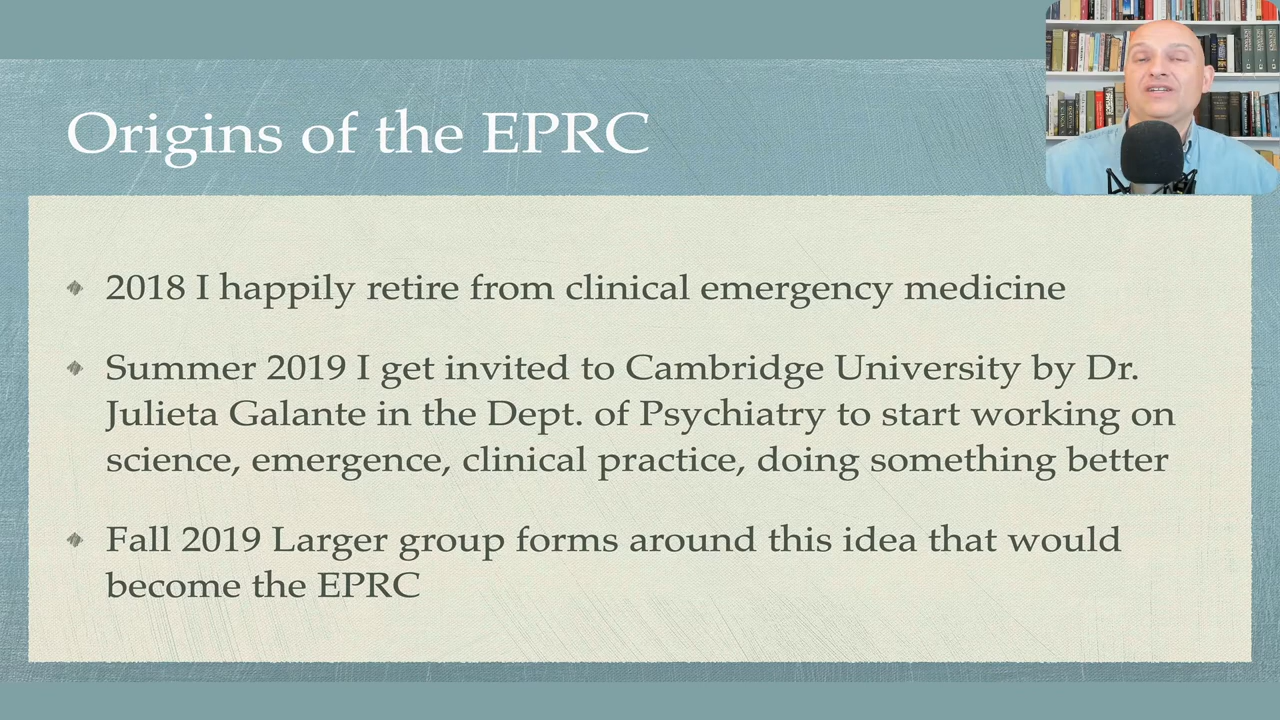 Origins of the EPRC
2018 I happily retire from clinical emergency medicine
Summer 2019 I get invited to Cambridge University by Dr.
Julieta Galante in the Dept. of Psychiatry to start working on
science, emergence, clinical practice, doing something better
Fall 2019 Larger group forms around this idea that would
become the EPRC